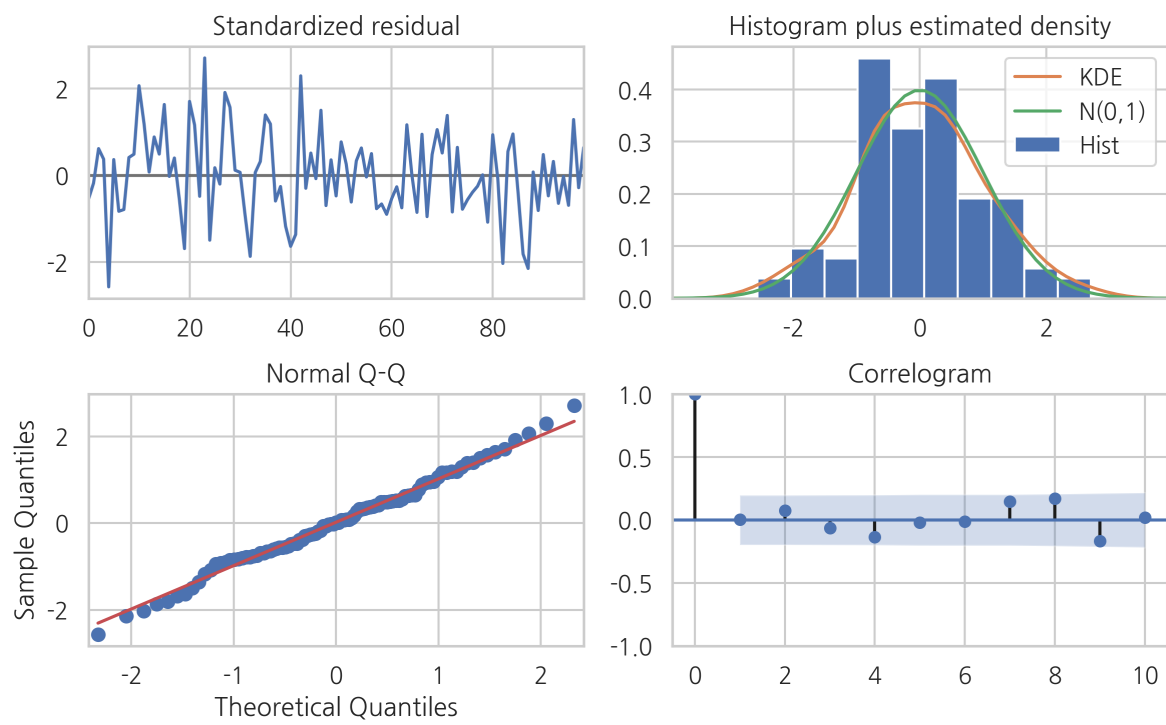 Standardized residual
2
0
-2
0 20 40 60 80
Histogram plus estimated density
KDE
N(0,1)
Hist
0.4
0.3
0.2
0.1
0.0
-2 0 2
Normal Q-Q
Sample Quantiles
2
0
-2
-2 -1 0 1 2
Theoretical Quantiles
Correlogram
1.0
0.5
0.0
-0.5
-1.0
0 2 4 6 8 10